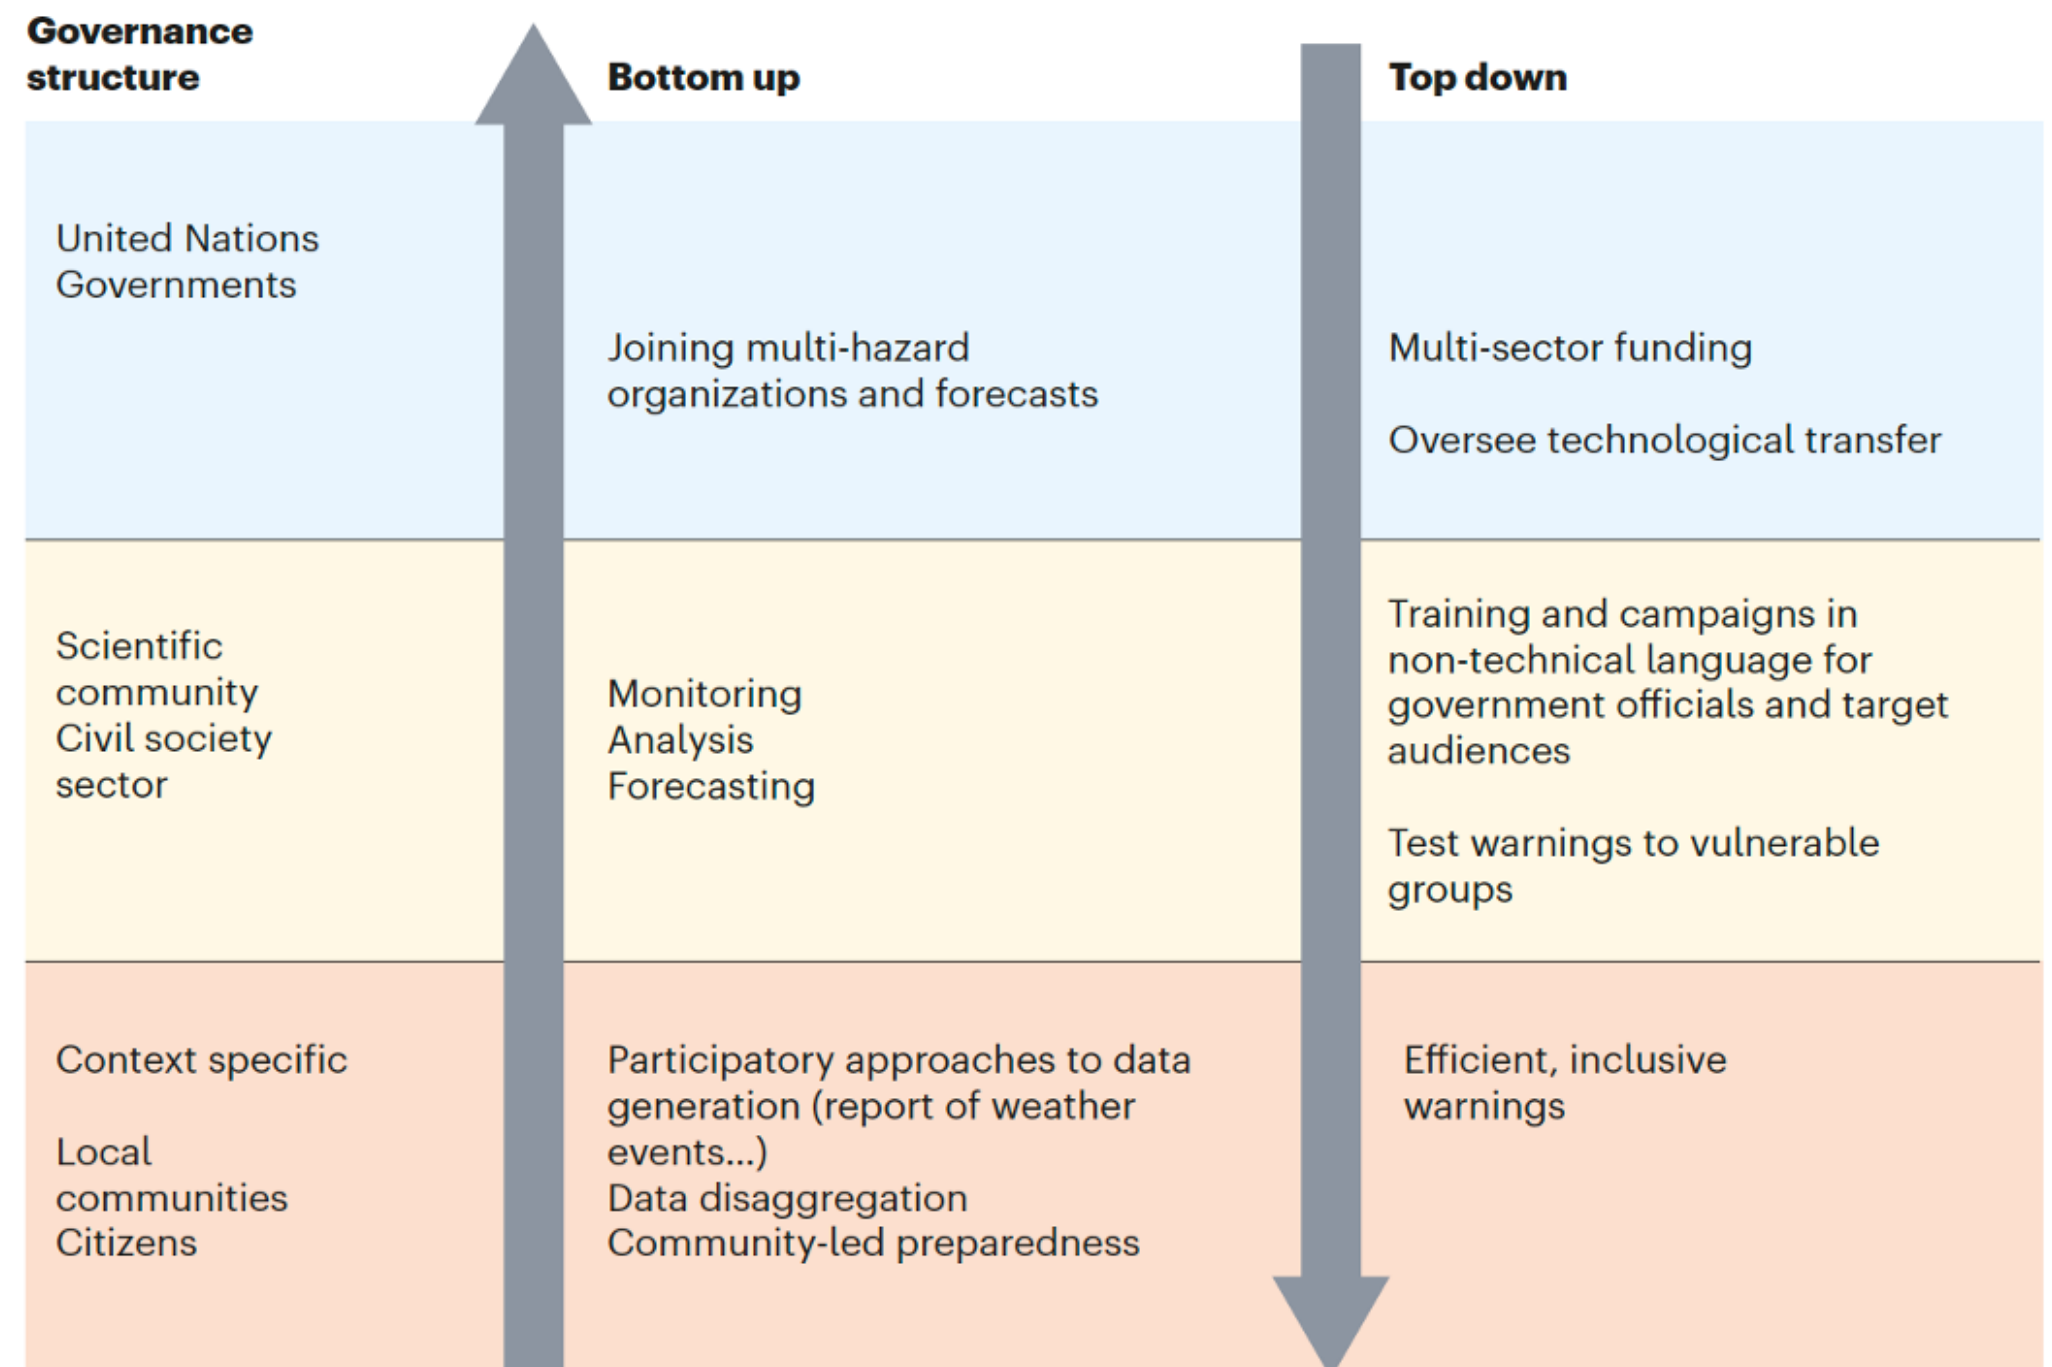 Governance
structure
Bottom up
Top down
United Nations
Governments
Joining multi-hazard
organizations and forecasts
Multi-sector funding
Oversee technological transfer
Scientific
community
Civil society
sector
Monitoring
Analysis
Forecasting
Training and campaigns in
non-technical language for
government officials and target
audiences
Test warnings to vulnerable
groups
Context specific
Local
communities
Citizens
Participatory approaches to data
generation (report of weather
events...)
Data disaggregation
Community-led preparedness
Efficient, inclusive
warnings